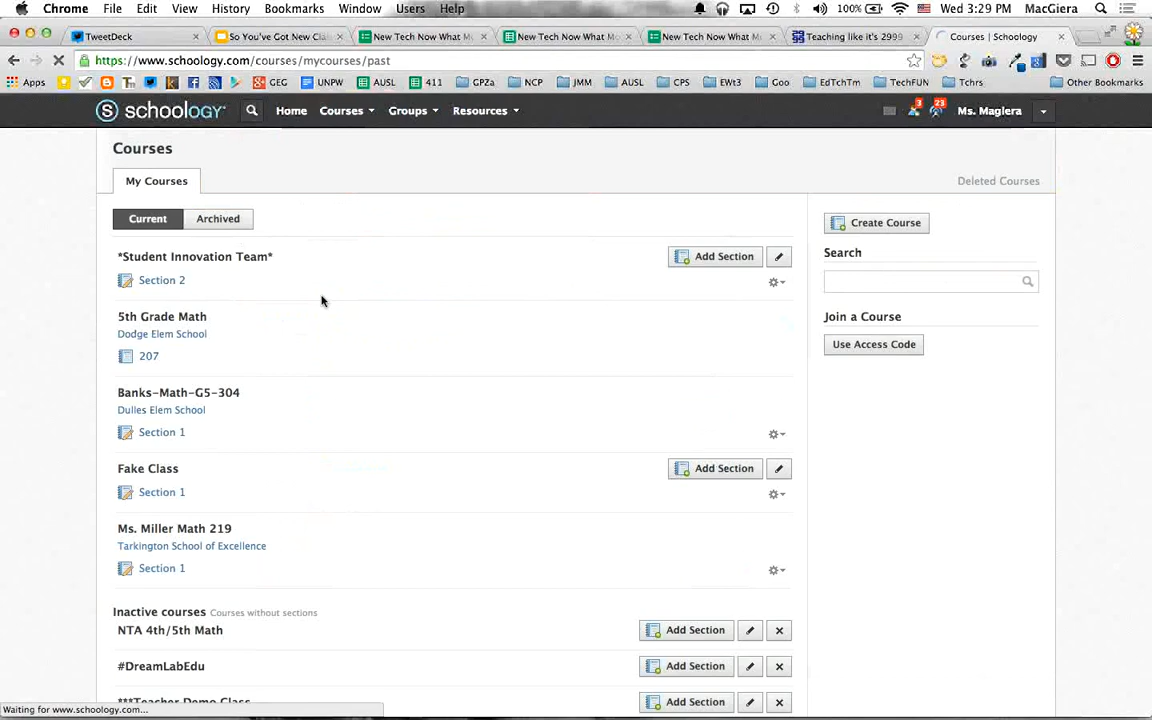 Chrome File Edit View History Bookmarks Window Users Help 100% Wed 3:29 PM MacGiera
TweetDeck × So You've Got New Clas × New Tech Now What M × New Tech Now What Mo × New Tech Now What M × Teaching like it's 2999 × Courses | Schoology ×
https://www.schoology.com/courses/mycourses/past
Apps UNPW GEG AUSL 411 GPZa NCP JMM AUSL CPS EWt3 Goo EdTchTm TechFUN Tchrs Other Bookmarks
S schoology Home Courses Groups Resources 3 23 Ms. Magiera
Courses
My Courses Deleted Courses
Current Archived Create Course
*Student Innovation Team* Add Section Search
Section 2
5th Grade Math Join a Course
Dodge Elem School Use Access Code
207
Banks-Math-G5-304
Dulles Elem School
Section 1
Fake Class Add Section
Section 1
Ms. Miller Math 219
Tarkington School of Excellence
Section 1
Inactive courses Courses without sections
NTA 4th/5th Math Add Section
#DreamLabEdu Add Section
***Teacher Demo Class Add Section
Waiting for www.schoology.com...